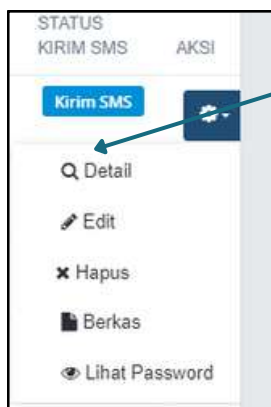 STATUS
KIRIM SMS AKSI
Kirim SMS
Detail
Edit
Hapus
Berkas
Lihat Password